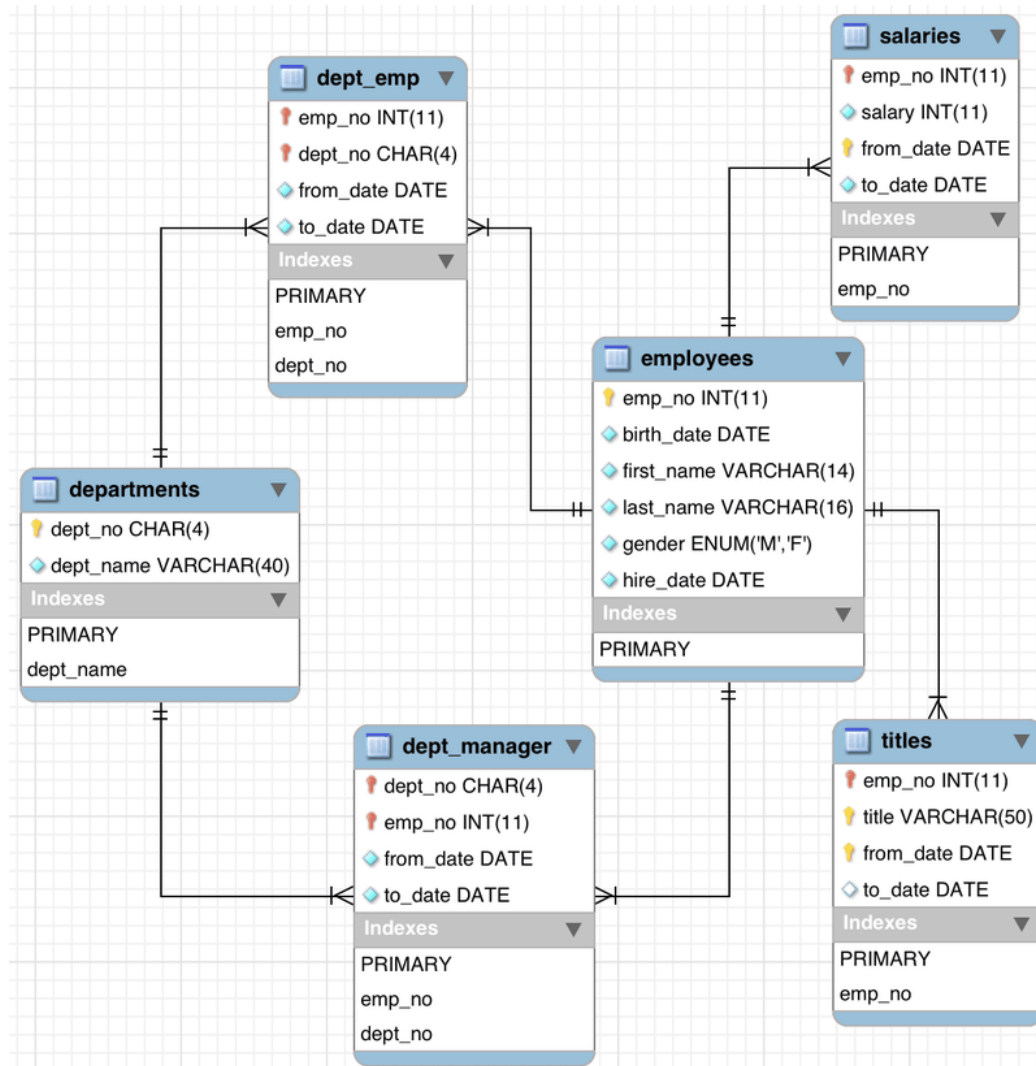 dept_emp
emp_no INT(11)
dept_no CHAR(4)
from_date DATE
to_date DATE
Indexes
PRIMARY
emp_no
dept_no
salaries
emp_no INT(11)
salary INT(11)
from_date DATE
to_date DATE
Indexes
PRIMARY
emp_no
employees
emp_no INT(11)
birth_date DATE
first_name VARCHAR(14)
last_name VARCHAR(16)
gender ENUM('M','F')
hire_date DATE
Indexes
PRIMARY
departments
dept_no CHAR(4)
dept_name VARCHAR(40)
Indexes
PRIMARY
dept_name
dept_manager
dept_no CHAR(4)
emp_no INT(11)
from_date DATE
to_date DATE
Indexes
PRIMARY
emp_no
dept_no
titles
emp_no INT(11)
title VARCHAR(50)
from_date DATE
to_date DATE
Indexes
PRIMARY
emp_no